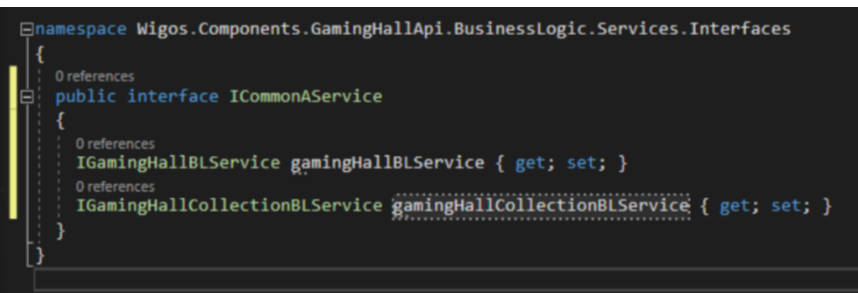 namespace Wigos.Components.GamingHallApi.BusinessLogic.Services.Interfaces
{
0 references
public interface ICommonAService
{
0 references
IGamingHallBLService gamingHallBLService { get; set; }
0 references
IGamingHallCollectionBLService gamingHallCollectionBLService { get; set; }
}
}